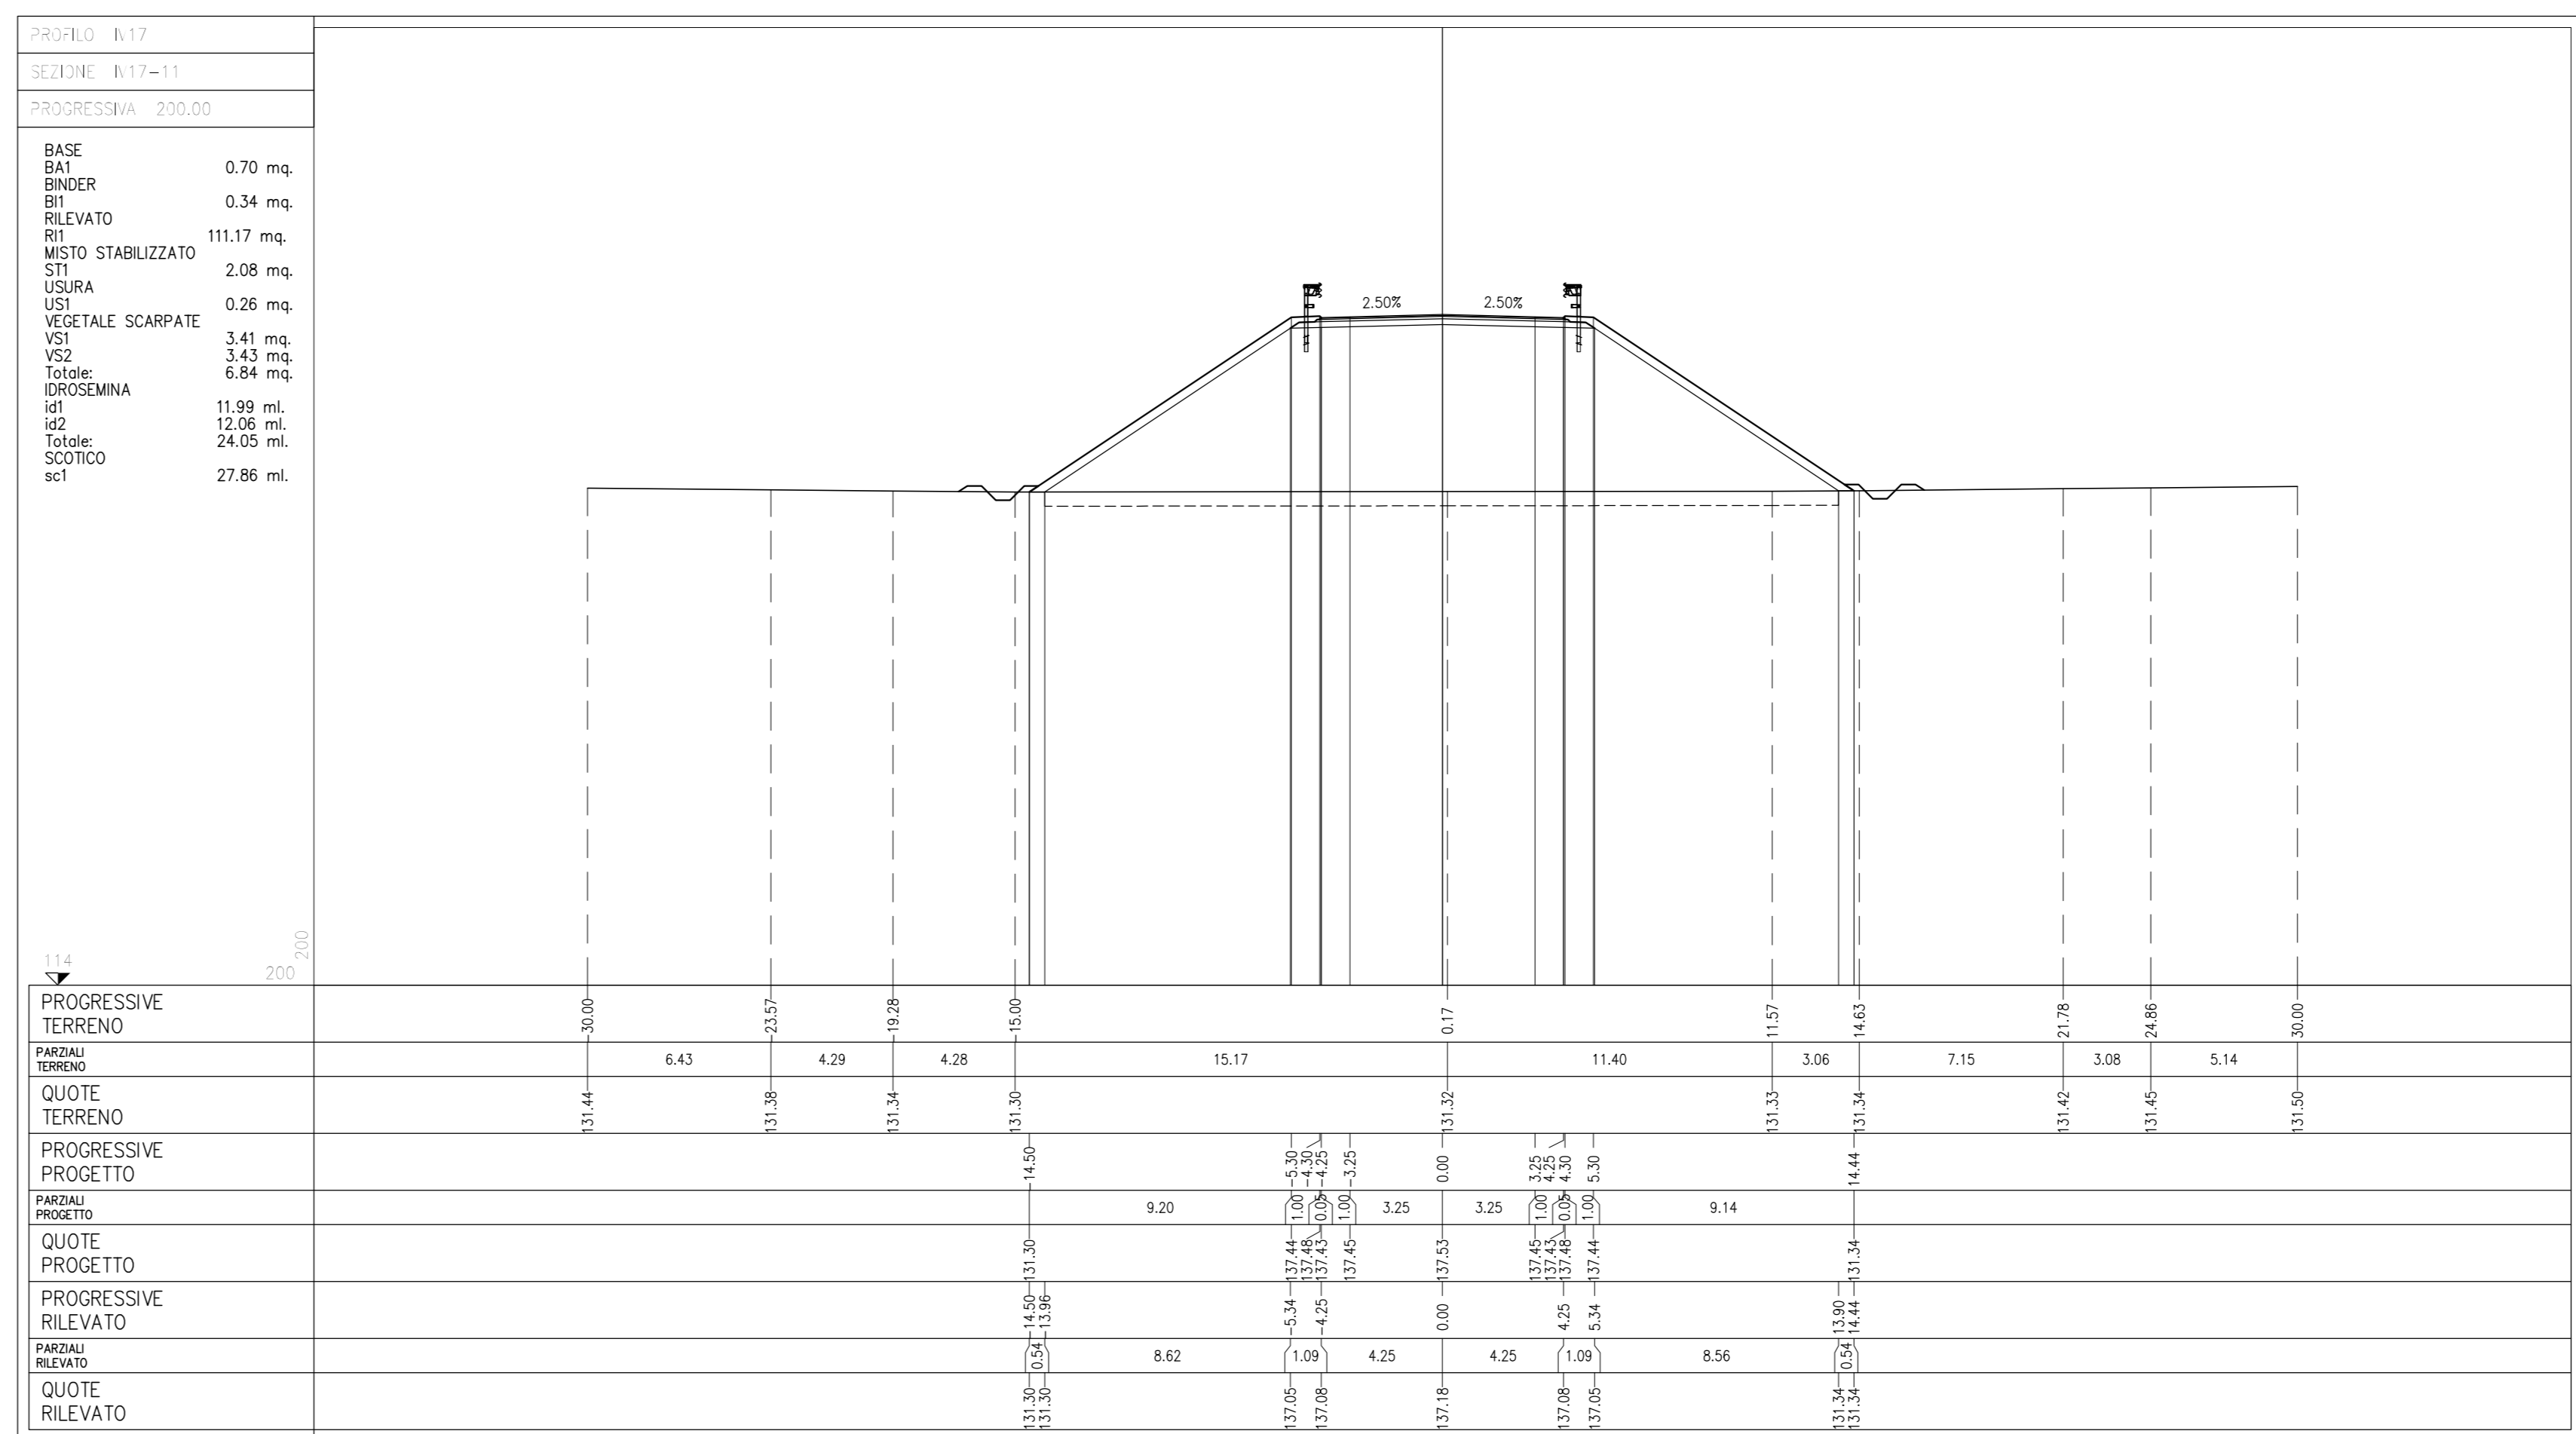 PROFILO IV17
SEZIONE IV17-11
PROGRESSIVA 200.00
BASE
BA1 0.70 mq.
BINDER
BI1 0.34 mq.
RILEVATO
RI1 111.17 mq.
MISTO STABILIZZATO
ST1 2.08 mq.
USURA
US1 0.26 mq.
VEGETALE SCARPATE
VS1 3.41 mq.
VS2 3.43 mq.
Totale: 6.84 mq.
IDROSEMINA
id1 11.99 ml.
id2 12.06 ml.
Totale: 24.05 ml.
SCOTICO
sc1 27.86 ml.
2.50% 2.50%
114
200
200
PROGRESSIVE
TERRENO
-30.00 -23.57 -19.28 -15.00 0.17 11.57 14.63 21.78 24.86 30.00
PARZIALI
TERRENO
6.43 4.29 4.28 15.17 11.40 3.06 7.15 3.08 5.14
QUOTE
TERRENO
131.44 131.38 131.34 131.30 131.32 131.33 131.34 131.42 131.45 131.50
PROGRESSIVE
PROGETTO
-14.50 -5.30 -4.30 -4.25 -3.25 0.00 3.25 4.25 4.30 5.30 14.44
PARZIALI
PROGETTO
9.20 1.00 0.05 1.00 3.25 3.25 1.00 0.05 1.00 9.14
QUOTE
PROGETTO
131.30 137.44 137.48 137.43 137.45 137.53 137.45 137.43 137.48 137.44 131.34
PROGRESSIVE
RILEVATO
-14.50 -13.96 -5.34 -4.25 0.00 4.25 5.34 13.90 14.44
PARZIALI
RILEVATO
0.54 8.62 1.09 4.25 4.25 1.09 8.56 0.54
QUOTE
RILEVATO
131.30 131.30 137.05 137.08 137.18 137.08 137.05 131.34 131.34